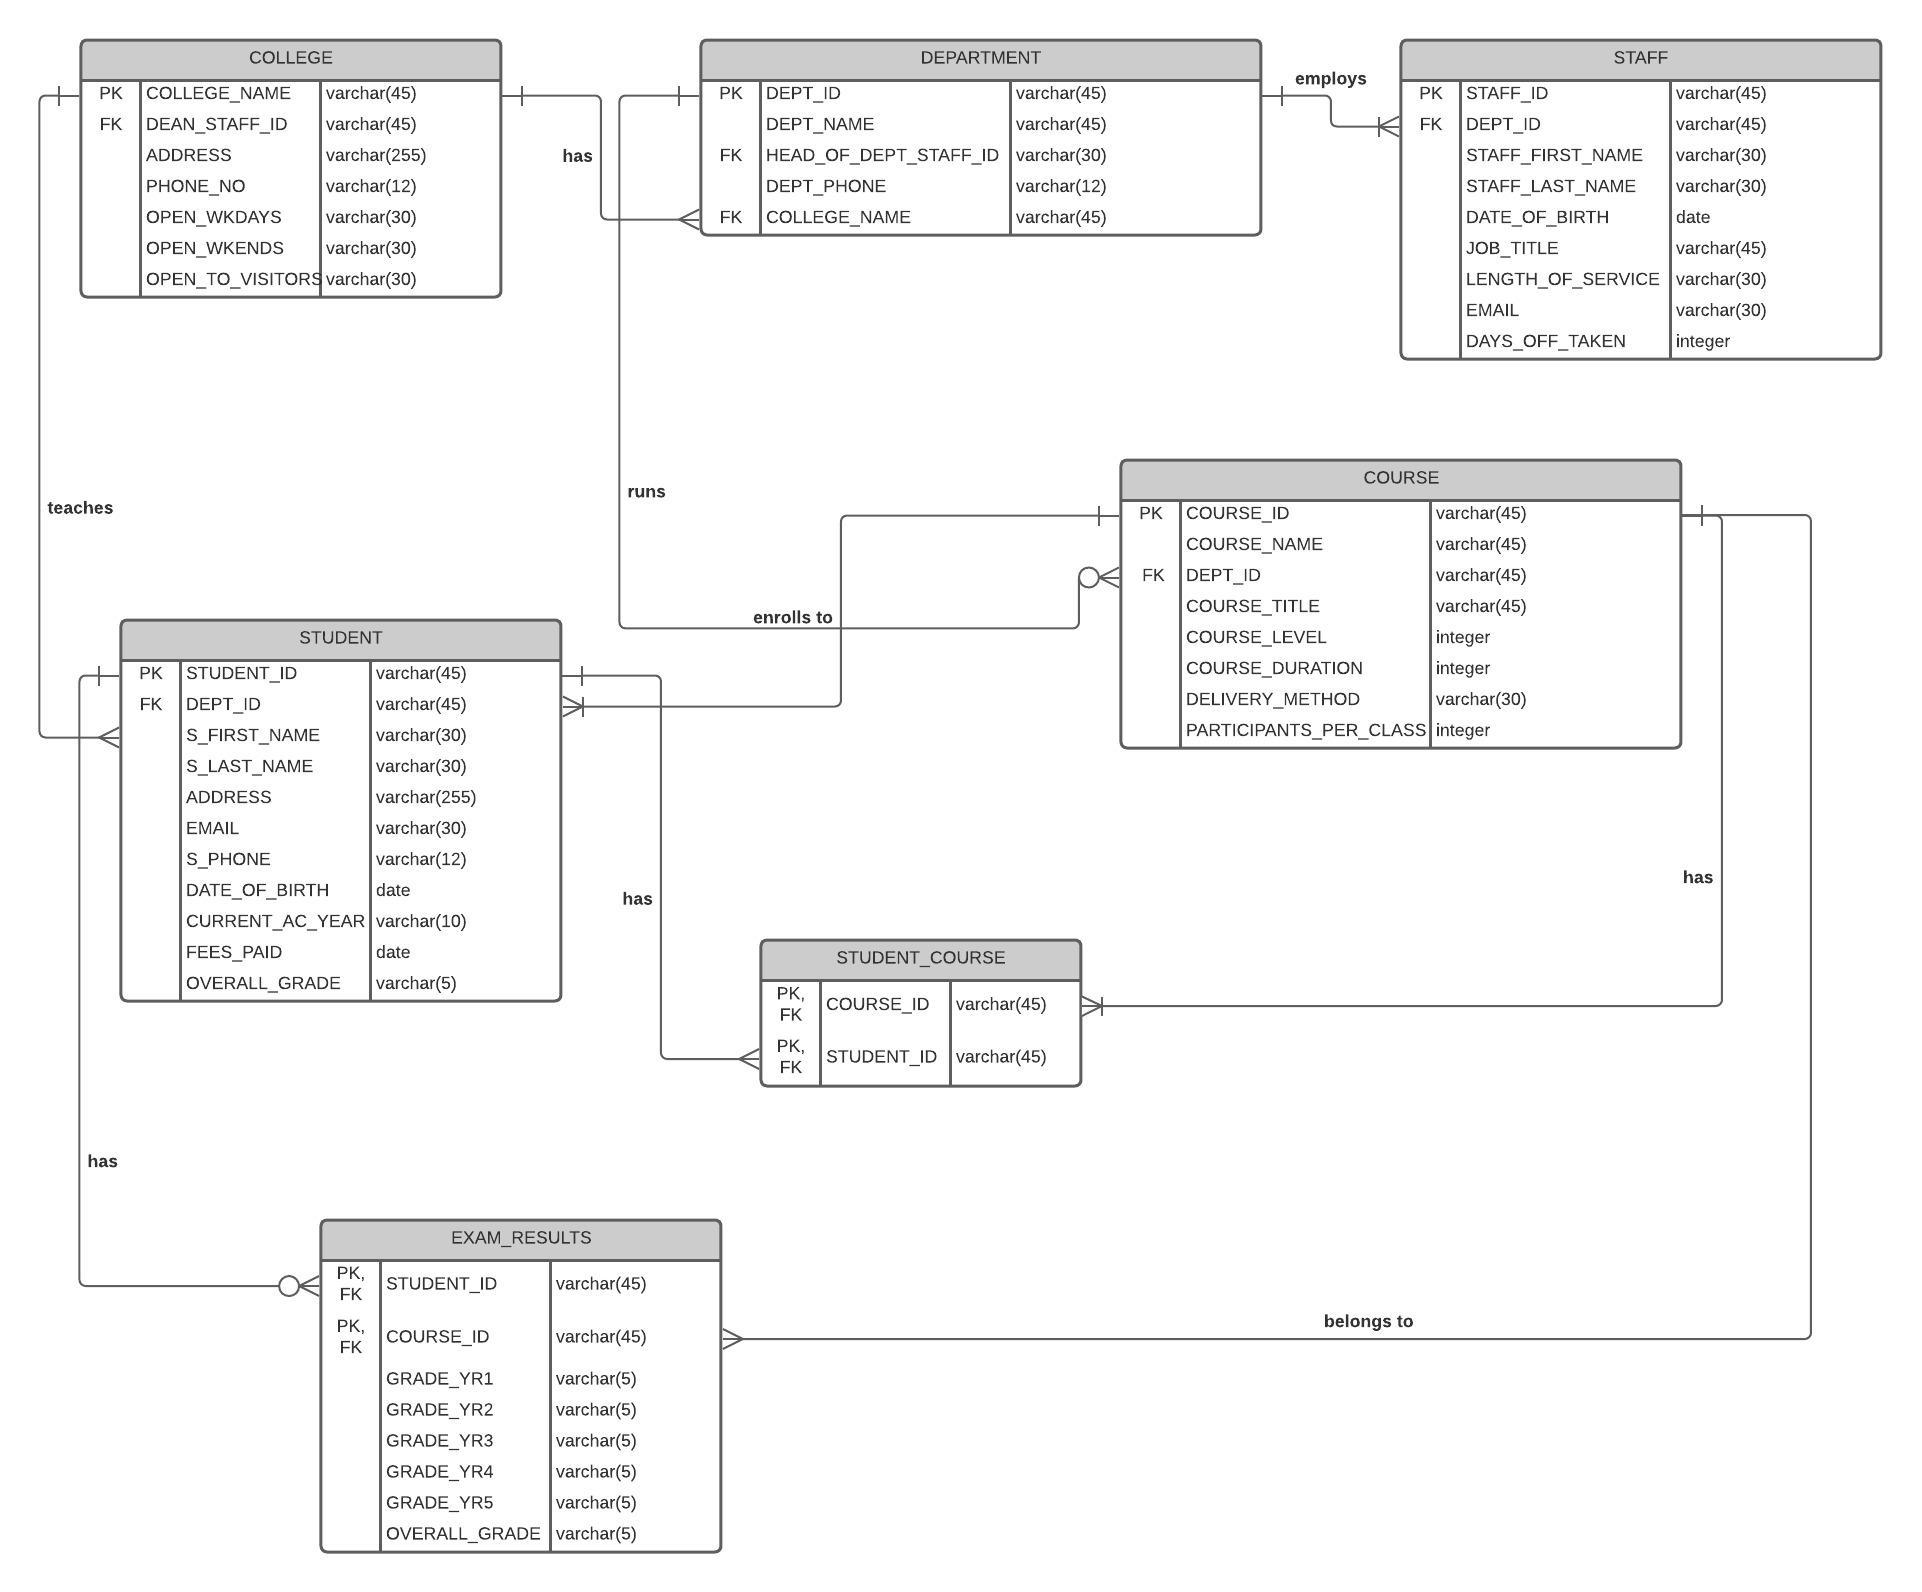 COLLEGE
PK COLLEGE_NAME varchar(45)
FK DEAN_STAFF_ID varchar(45)
ADDRESS varchar(255)
PHONE_NO varchar(12)
OPEN_WKDAYS varchar(30)
OPEN_WKENDS varchar(30)
OPEN_TO_VISITORS varchar(30)
has
DEPARTMENT
PK DEPT_ID varchar(45)
DEPT_NAME varchar(45)
FK HEAD_OF_DEPT_STAFF_ID varchar(30)
DEPT_PHONE varchar(12)
FK COLLEGE_NAME varchar(45)
employs
STAFF
PK STAFF_ID varchar(45)
FK DEPT_ID varchar(45)
STAFF_FIRST_NAME varchar(30)
STAFF_LAST_NAME varchar(30)
DATE_OF_BIRTH date
JOB_TITLE varchar(45)
LENGTH_OF_SERVICE varchar(30)
EMAIL varchar(30)
DAYS_OFF_TAKEN integer
teaches
runs
enrolls to
COURSE
PK COURSE_ID varchar(45)
COURSE_NAME varchar(45)
FK DEPT_ID varchar(45)
COURSE_TITLE varchar(45)
COURSE_LEVEL integer
COURSE_DURATION integer
DELIVERY_METHOD varchar(30)
PARTICIPANTS_PER_CLASS integer
STUDENT
PK STUDENT_ID varchar(45)
FK DEPT_ID varchar(45)
S_FIRST_NAME varchar(30)
S_LAST_NAME varchar(30)
ADDRESS varchar(255)
EMAIL varchar(30)
S_PHONE varchar(12)
DATE_OF_BIRTH date
CURRENT_AC_YEAR varchar(10)
FEES_PAID date
OVERALL_GRADE varchar(5)
has
has
STUDENT_COURSE
PK, FK COURSE_ID varchar(45)
PK, FK STUDENT_ID varchar(45)
has
EXAM_RESULTS
PK, FK STUDENT_ID varchar(45)
PK, FK COURSE_ID varchar(45)
GRADE_YR1 varchar(5)
GRADE_YR2 varchar(5)
GRADE_YR3 varchar(5)
GRADE_YR4 varchar(5)
GRADE_YR5 varchar(5)
OVERALL_GRADE varchar(5)
belongs to